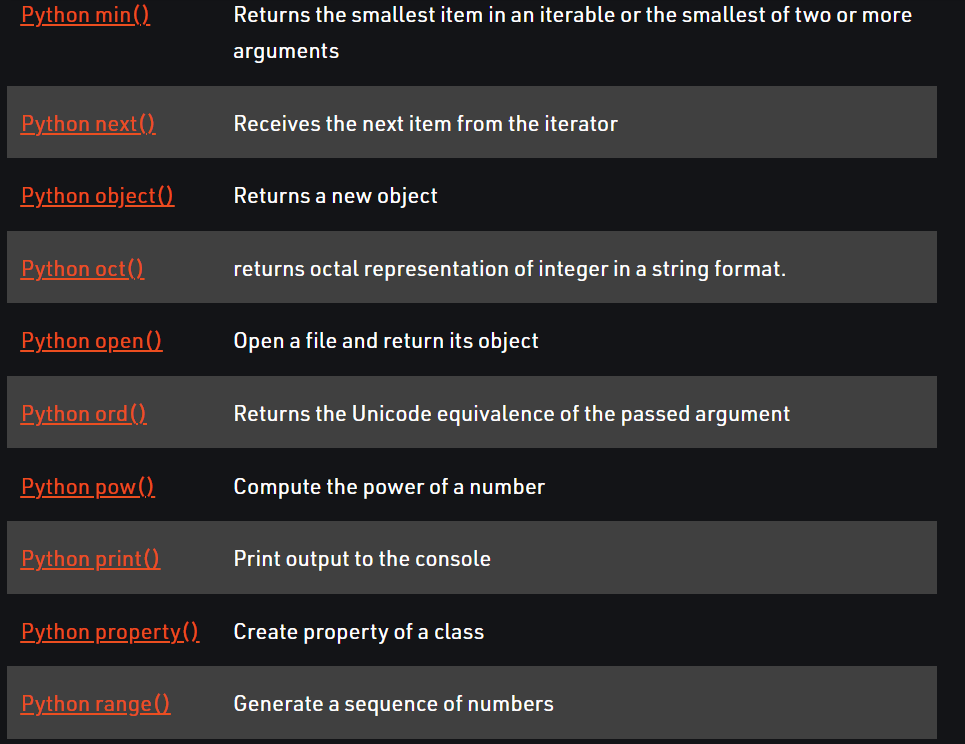 Python min() Returns the smallest item in an iterable or the smallest of two or more
arguments
Python next() Receives the next item from the iterator
Python object() Returns a new object
Python oct() returns octal representation of integer in a string format.
Python open() Open a file and return its object
Python ord() Returns the Unicode equivalence of the passed argument
Python pow() Compute the power of a number
Python print() Print output to the console
Python property() Create property of a class
Python range() Generate a sequence of numbers